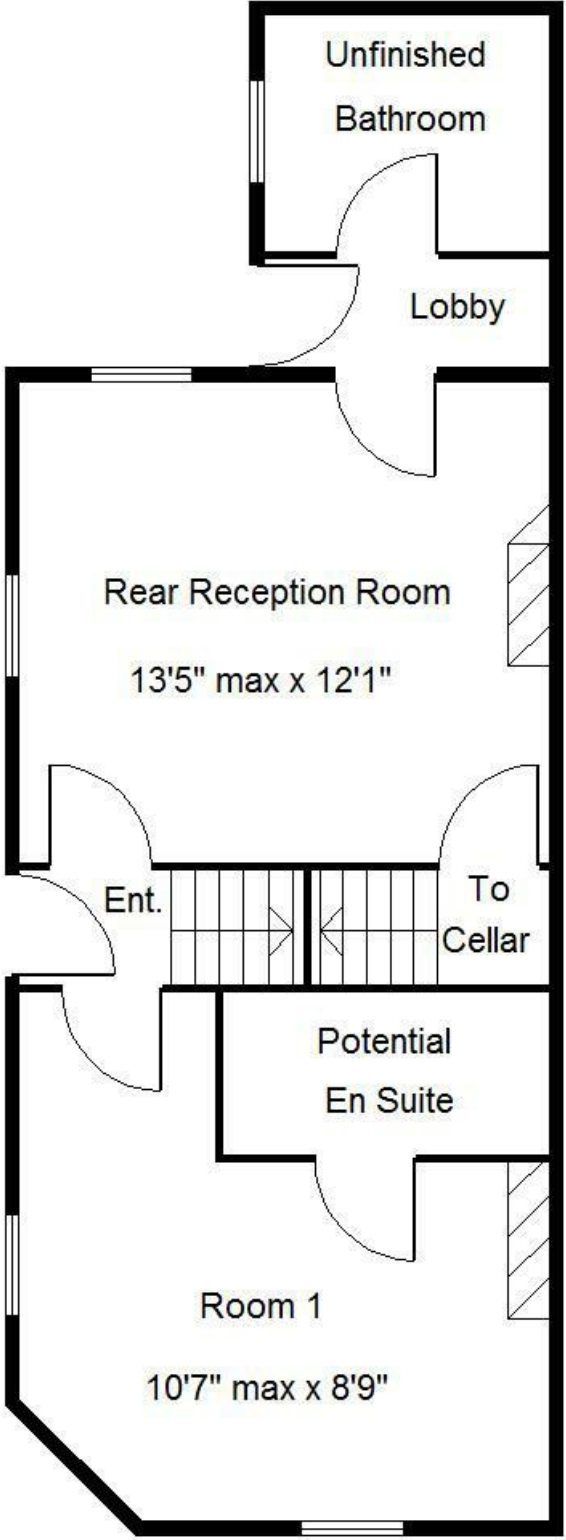 Unfinished
Bathroom
Lobby
Rear Reception Room
13'5" max x 12'1"
Ent.
To
Cellar
Potential
En Suite
Room 1
10'7" max x 8'9"